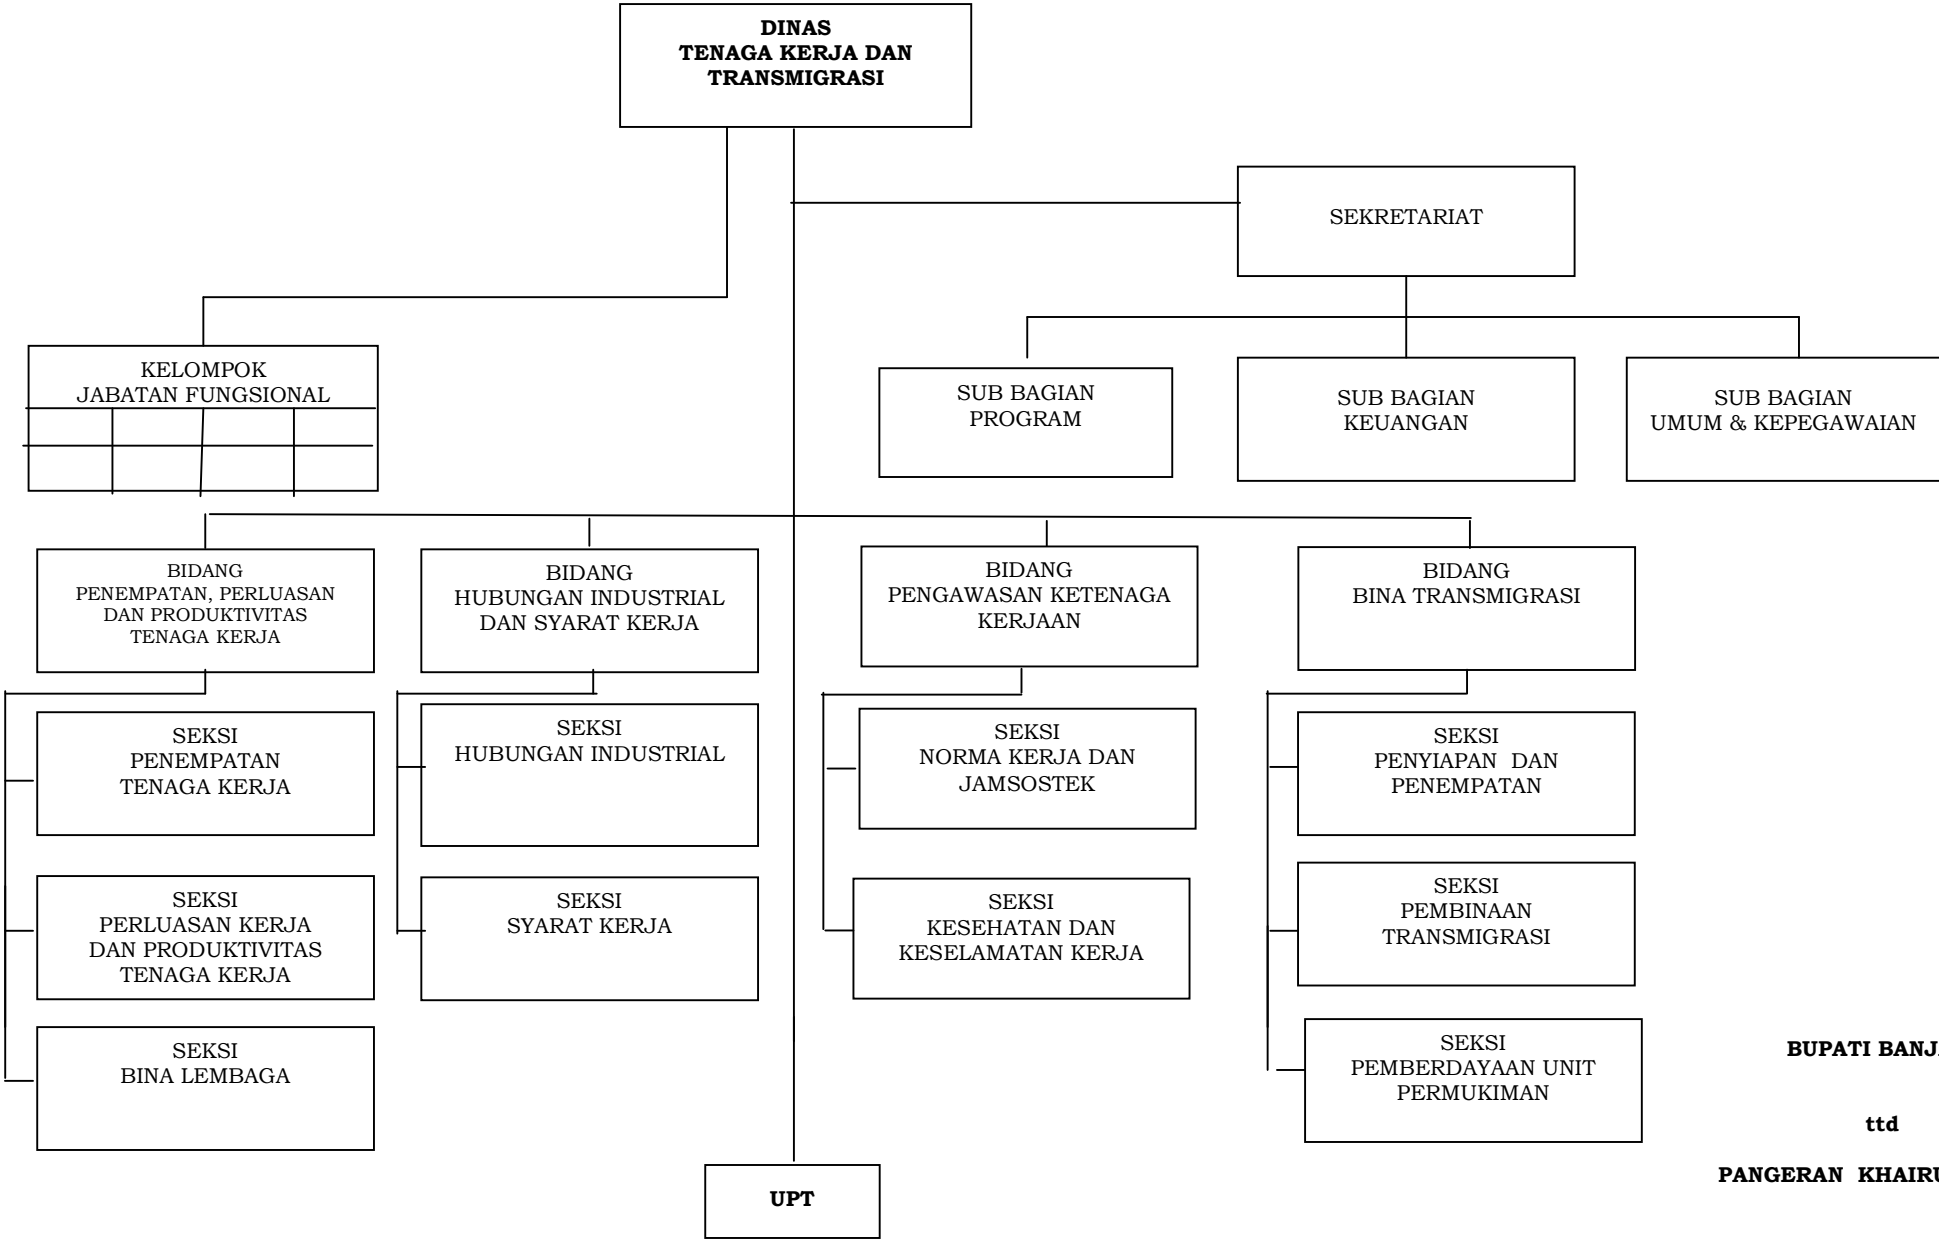 DINAS
TENAGA KERJA DAN
TRANSMIGRASI
SEKRETARIAT
KELOMPOK
JABATAN FUNGSIONAL
SUB BAGIAN
PROGRAM
SUB BAGIAN
KEUANGAN
SUB BAGIAN
UMUM & KEPEGAWAIAN
BIDANG
PENEMPATAN, PERLUASAN
DAN PRODUKTIVITAS
TENAGA KERJA
BIDANG
HUBUNGAN INDUSTRIAL
DAN SYARAT KERJA
BIDANG
PENGAWASAN KETENAGA
KERJAAN
BIDANG
BINA TRANSMIGRASI
SEKSI
PENEMPATAN
TENAGA KERJA
SEKSI
HUBUNGAN INDUSTRIAL
SEKSI
NORMA KERJA DAN
JAMSOSTEK
SEKSI
PENYIAPAN  DAN
PENEMPATAN
SEKSI
PERLUASAN KERJA
DAN PRODUKTIVITAS
TENAGA KERJA
SEKSI
SYARAT KERJA
SEKSI
KESEHATAN DAN
KESELAMATAN KERJA
SEKSI
PEMBINAAN
TRANSMIGRASI
SEKSI
BINA LEMBAGA
SEKSI
PEMBERDAYAAN UNIT
PERMUKIMAN
UPT
BUPATI
ttd
PANGERAN